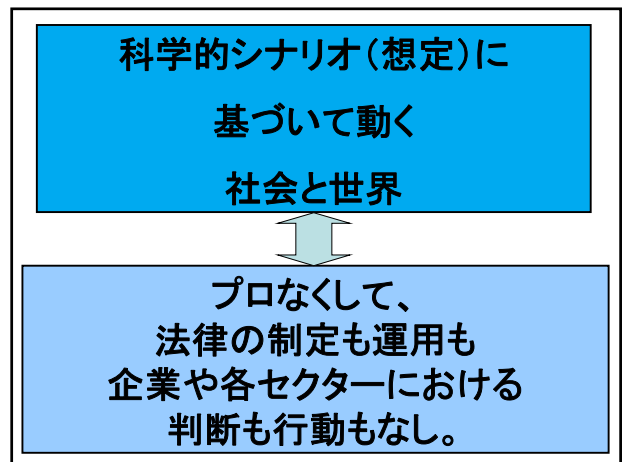 科学的シナリオ（想定）に
基づいて動く
社会と世界
プロなくして、
法律の制定も運用も
企業や各セクターにおける
判断も行動もなし。